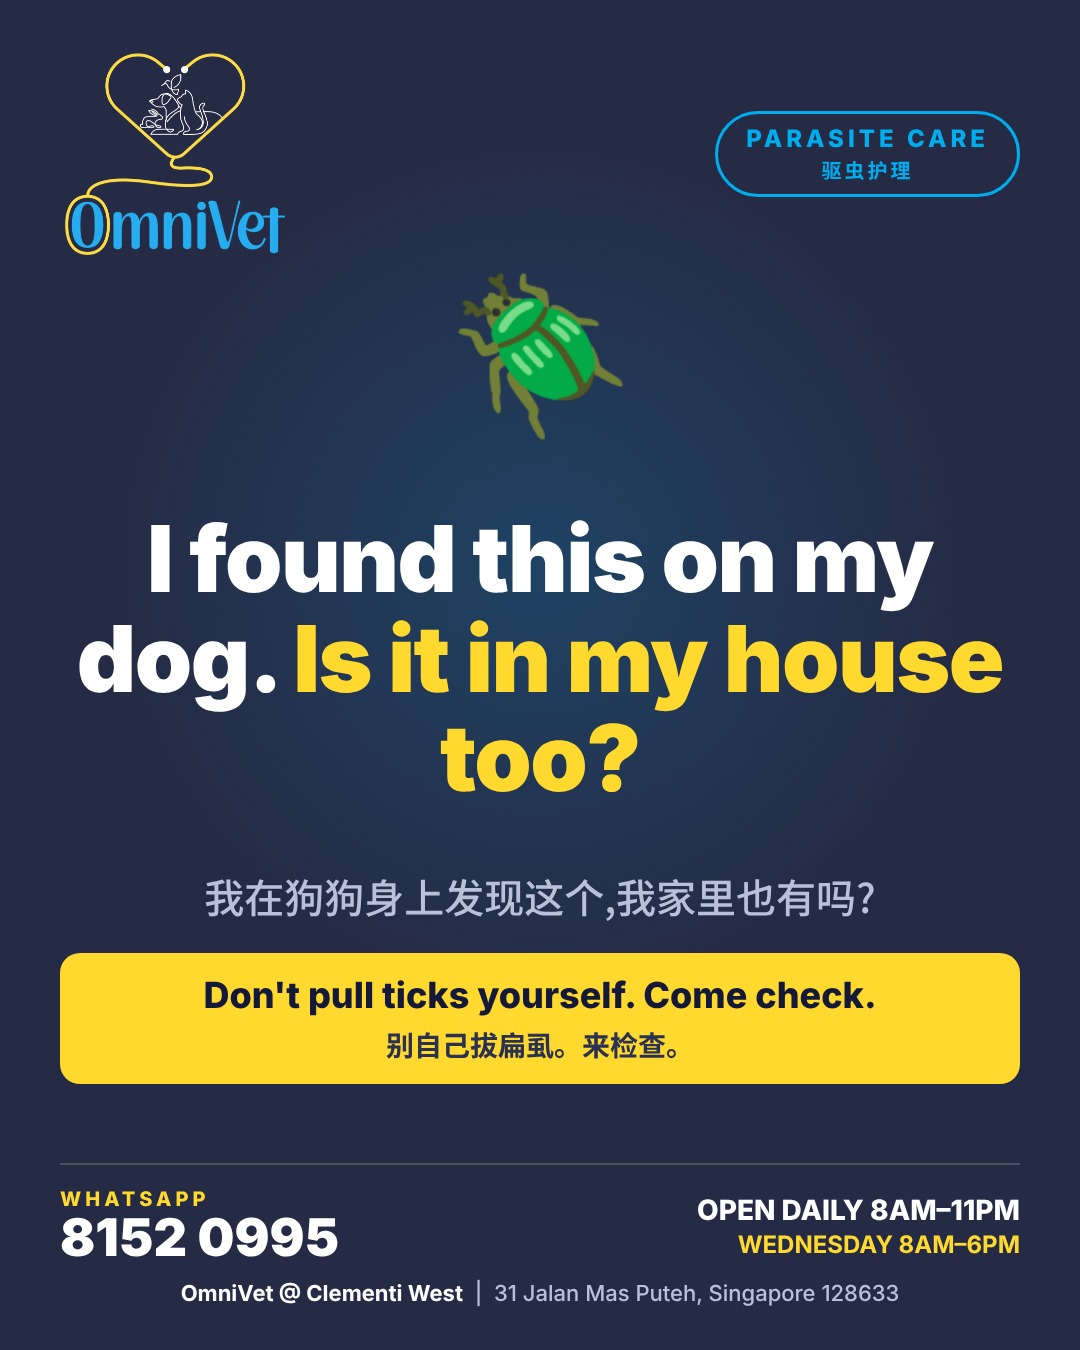 OmniVet
PARASITE CARE
驱虫护理
I found this on my
dog. Is it in my house
too?
我在狗狗身上发现这个,我家里也有吗?
Don't pull ticks yourself. Come check.
别自己拔扁虱。来检查。
WHATSAPP
8152 0995
OPEN DAILY 8AM–11PM
WEDNESDAY 8AM–6PM
OmniVet @ Clementi West | 31 Jalan Mas Puteh, Singapore 128633